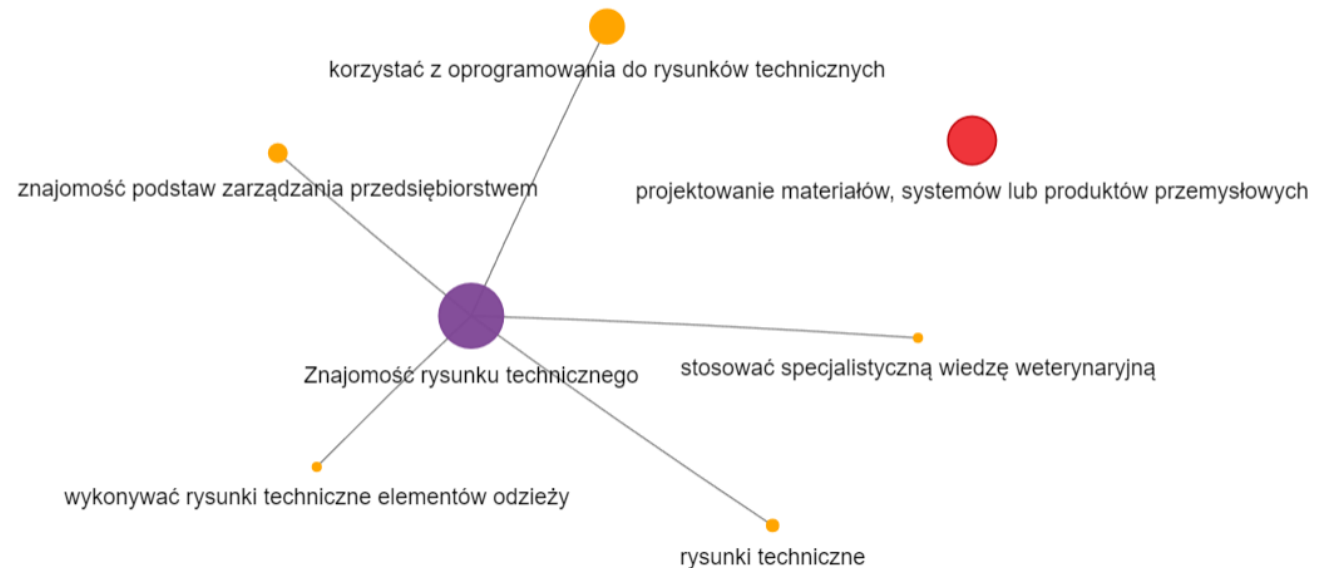 korzystać z oprogramowania do rysunków technicznych
znajomość podstaw zarządzania przedsiębiorstwem
projektowanie materiałów, systemów lub produktów przemysłowych
Znajomość rysunku technicznego
stosować specjalistyczną wiedzę weterynaryjną
wykonywać rysunki techniczne elementów odzieży
rysunki techniczne